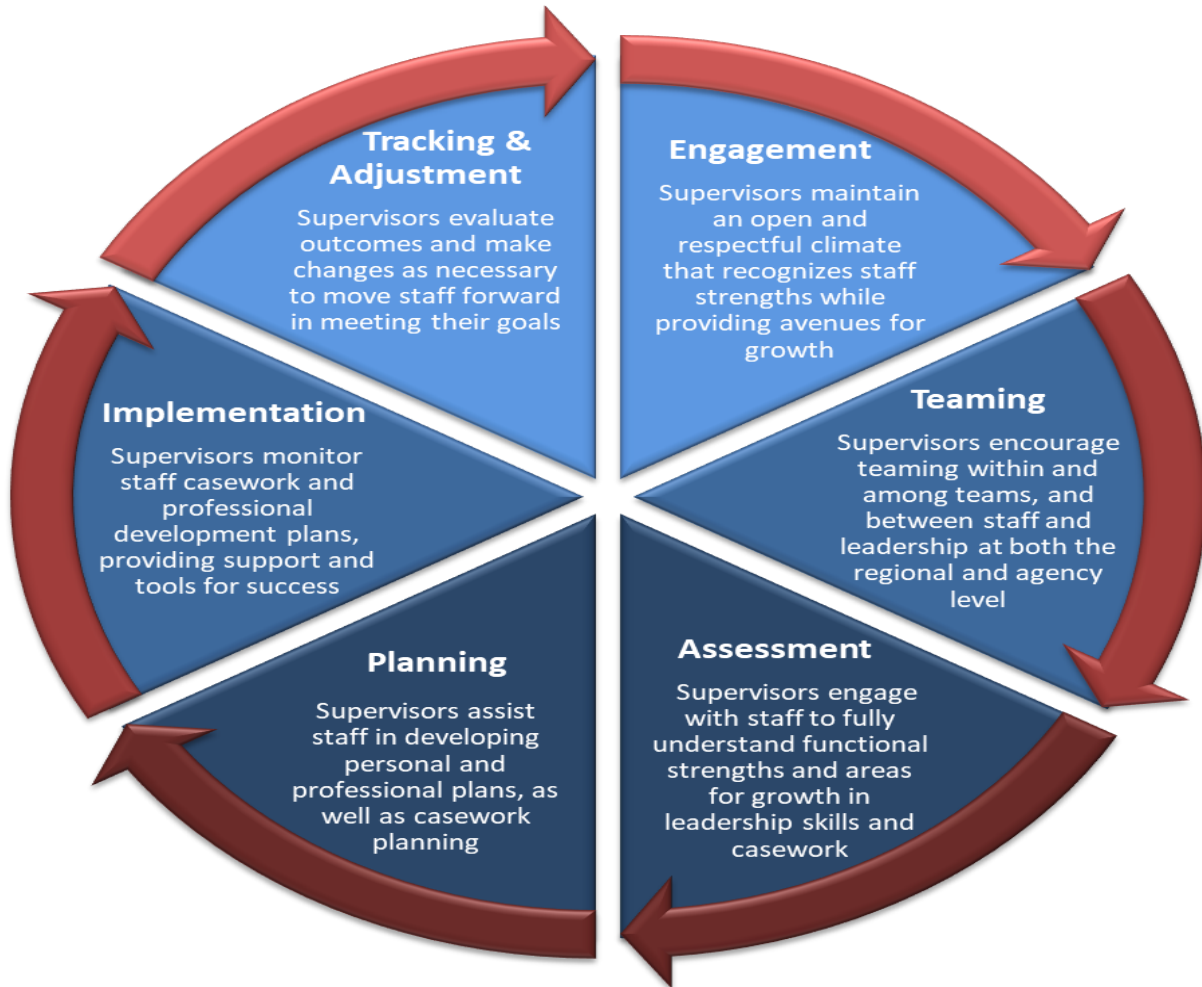 Tracking &
Adjustment
Supervisors evaluate
outcomes and make
changes as necessary
to move staff forward
in meeting their goals
Engagement
Supervisors maintain
an open and
respectful climate
that recognizes staff
strengths while
providing avenues for
growth
Teaming
Supervisors encourage
teaming within and
among teams, and
between staff and
leadership at both the
regional and agency
level
Assessment
Supervisors engage
with staff to fully
understand functional
strengths and areas
for growth in
leadership skills and
casework
Planning
Supervisors assist
staff in developing
personal and
professional plans, as
well as casework
planning
Implementation
Supervisors monitor
staff casework and
professional
development plans,
providing support and
tools for success